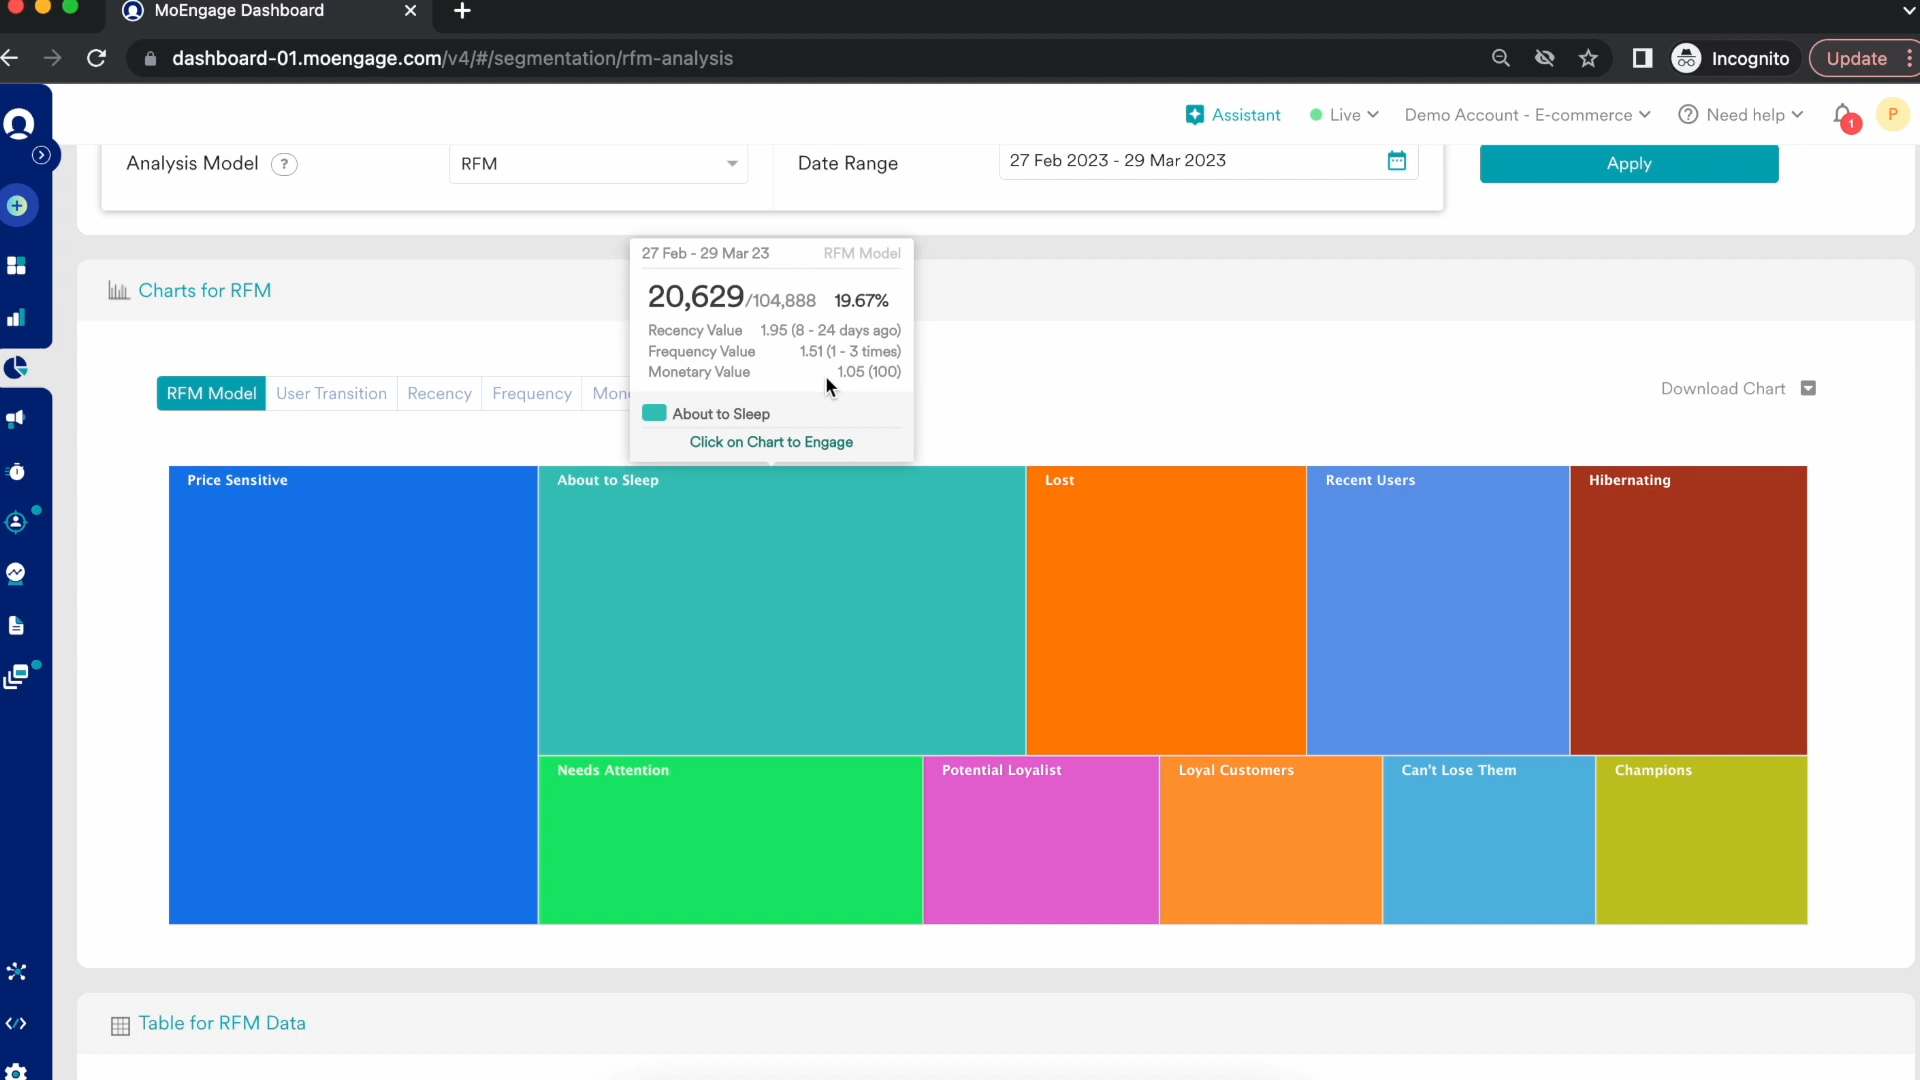 MoEngage Dashboard
dashboard-01.moengage.com/v4/#/segmentation/rfm-analysis
Incognito
Update
Assistant
Live
Demo Account - E-commerce
Need help
1
P
Analysis Model ?
RFM
Date Range
27 Feb 2023 - 29 Mar 2023
Apply
27 Feb - 29 Mar 23 RFM Model
20,629/104,888 19.67%
Recency Value 1.95 (8 - 24 days ago)
Frequency Value 1.51 (1 - 3 times)
Monetary Value 1.05 (100)
About to Sleep
Click on Chart to Engage
Charts for RFM
RFM Model User Transition Recency Frequency Mon
Download Chart
Price Sensitive
About to Sleep
Lost
Recent Users
Hibernating
Needs Attention
Potential Loyalist
Loyal Customers
Can't Lose Them
Champions
Table for RFM Data